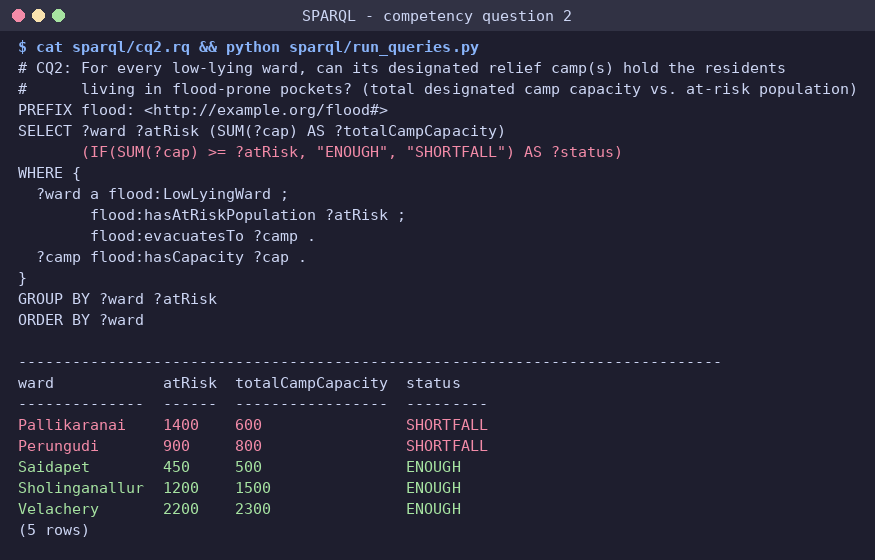 SPARQL - competency question 2
$ cat sparql/cq2.rq && python sparql/run_queries.py
# CQ2: For every low-lying ward, can its designated relief camp(s) hold the residents
#      living in flood-prone pockets? (total designated camp capacity vs. at-risk population)
PREFIX flood: <http://example.org/flood#>
SELECT ?ward ?atRisk (SUM(?cap) AS ?totalCampCapacity)
       (IF(SUM(?cap) >= ?atRisk, "ENOUGH", "SHORTFALL") AS ?status)
WHERE {
  ?ward a flood:LowLyingWard ;
        flood:hasAtRiskPopulation ?atRisk ;
        flood:evacuatesTo ?camp .
  ?camp flood:hasCapacity ?cap .
}
GROUP BY ?ward ?atRisk
ORDER BY ?ward
------------------------------------------------------------------------------
ward            atRisk  totalCampCapacity  status
--------------  ------  -----------------  ---------
Pallikaranai    1400    600                SHORTFALL
Perungudi       900     800                SHORTFALL
Saidapet        450     500                ENOUGH
Sholinganallur  1200    1500               ENOUGH
Velachery       2200    2300               ENOUGH
(5 rows)